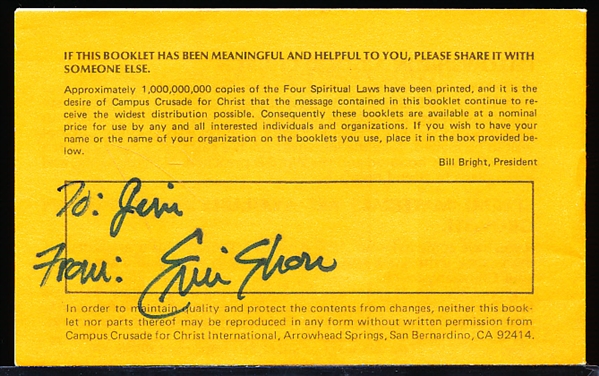 IF THIS BOOKLET HAS BEEN MEANINGFUL AND HELPFUL TO YOU, PLEASE SHARE IT WITH
SOMEONE ELSE.
Approximately 1,000,000,000 copies of the Four Spiritual Laws have been printed, and it is the
desire of Campus Crusade for Christ that the message contained in this booklet continue to re-
ceive the widest distribution possible. Consequently these booklets are available at a nominal
price for use by any and all interested individuals and organizations. If you wish to have your
name or the name of your organization on the booklets you use, place it in the box provided be-
low.
Bill Bright, President
To: Jim
From: Eric Show
In order to maintain quality and protect the contents from changes, neither this book-
let nor parts thereof may be reproduced in any form without written permission from
Campus Crusade for Christ International, Arrowhead Springs, San Bernardino, CA 92414.